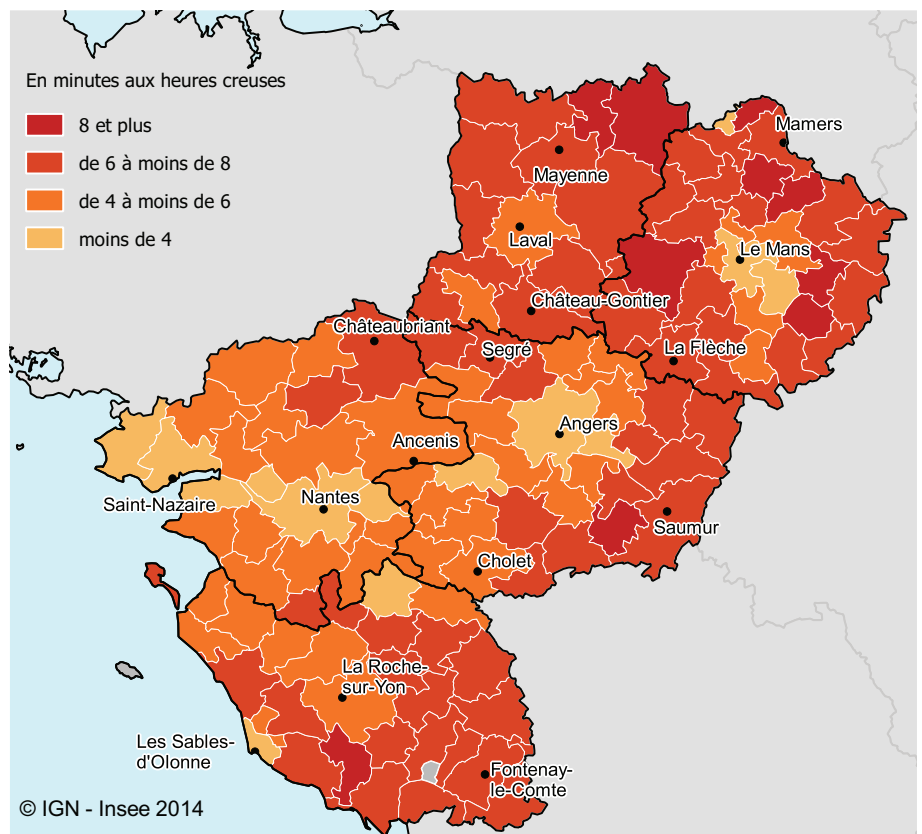 En minutes aux heures creuses
8 et plus
de 6 à moins de 8
de 4 à moins de 6
moins de 4
Mamers
Mayenne
Laval
Le Mans
Château-Gontier
Châteaubriant
Segré
La Flèche
Angers
Ancenis
Saint-Nazaire
Nantes
Saumur
Cholet
La Roche-
sur-Yon
Les Sables-
d'Olonne
Fontenay-
le-Comte
© IGN - Insee 2014